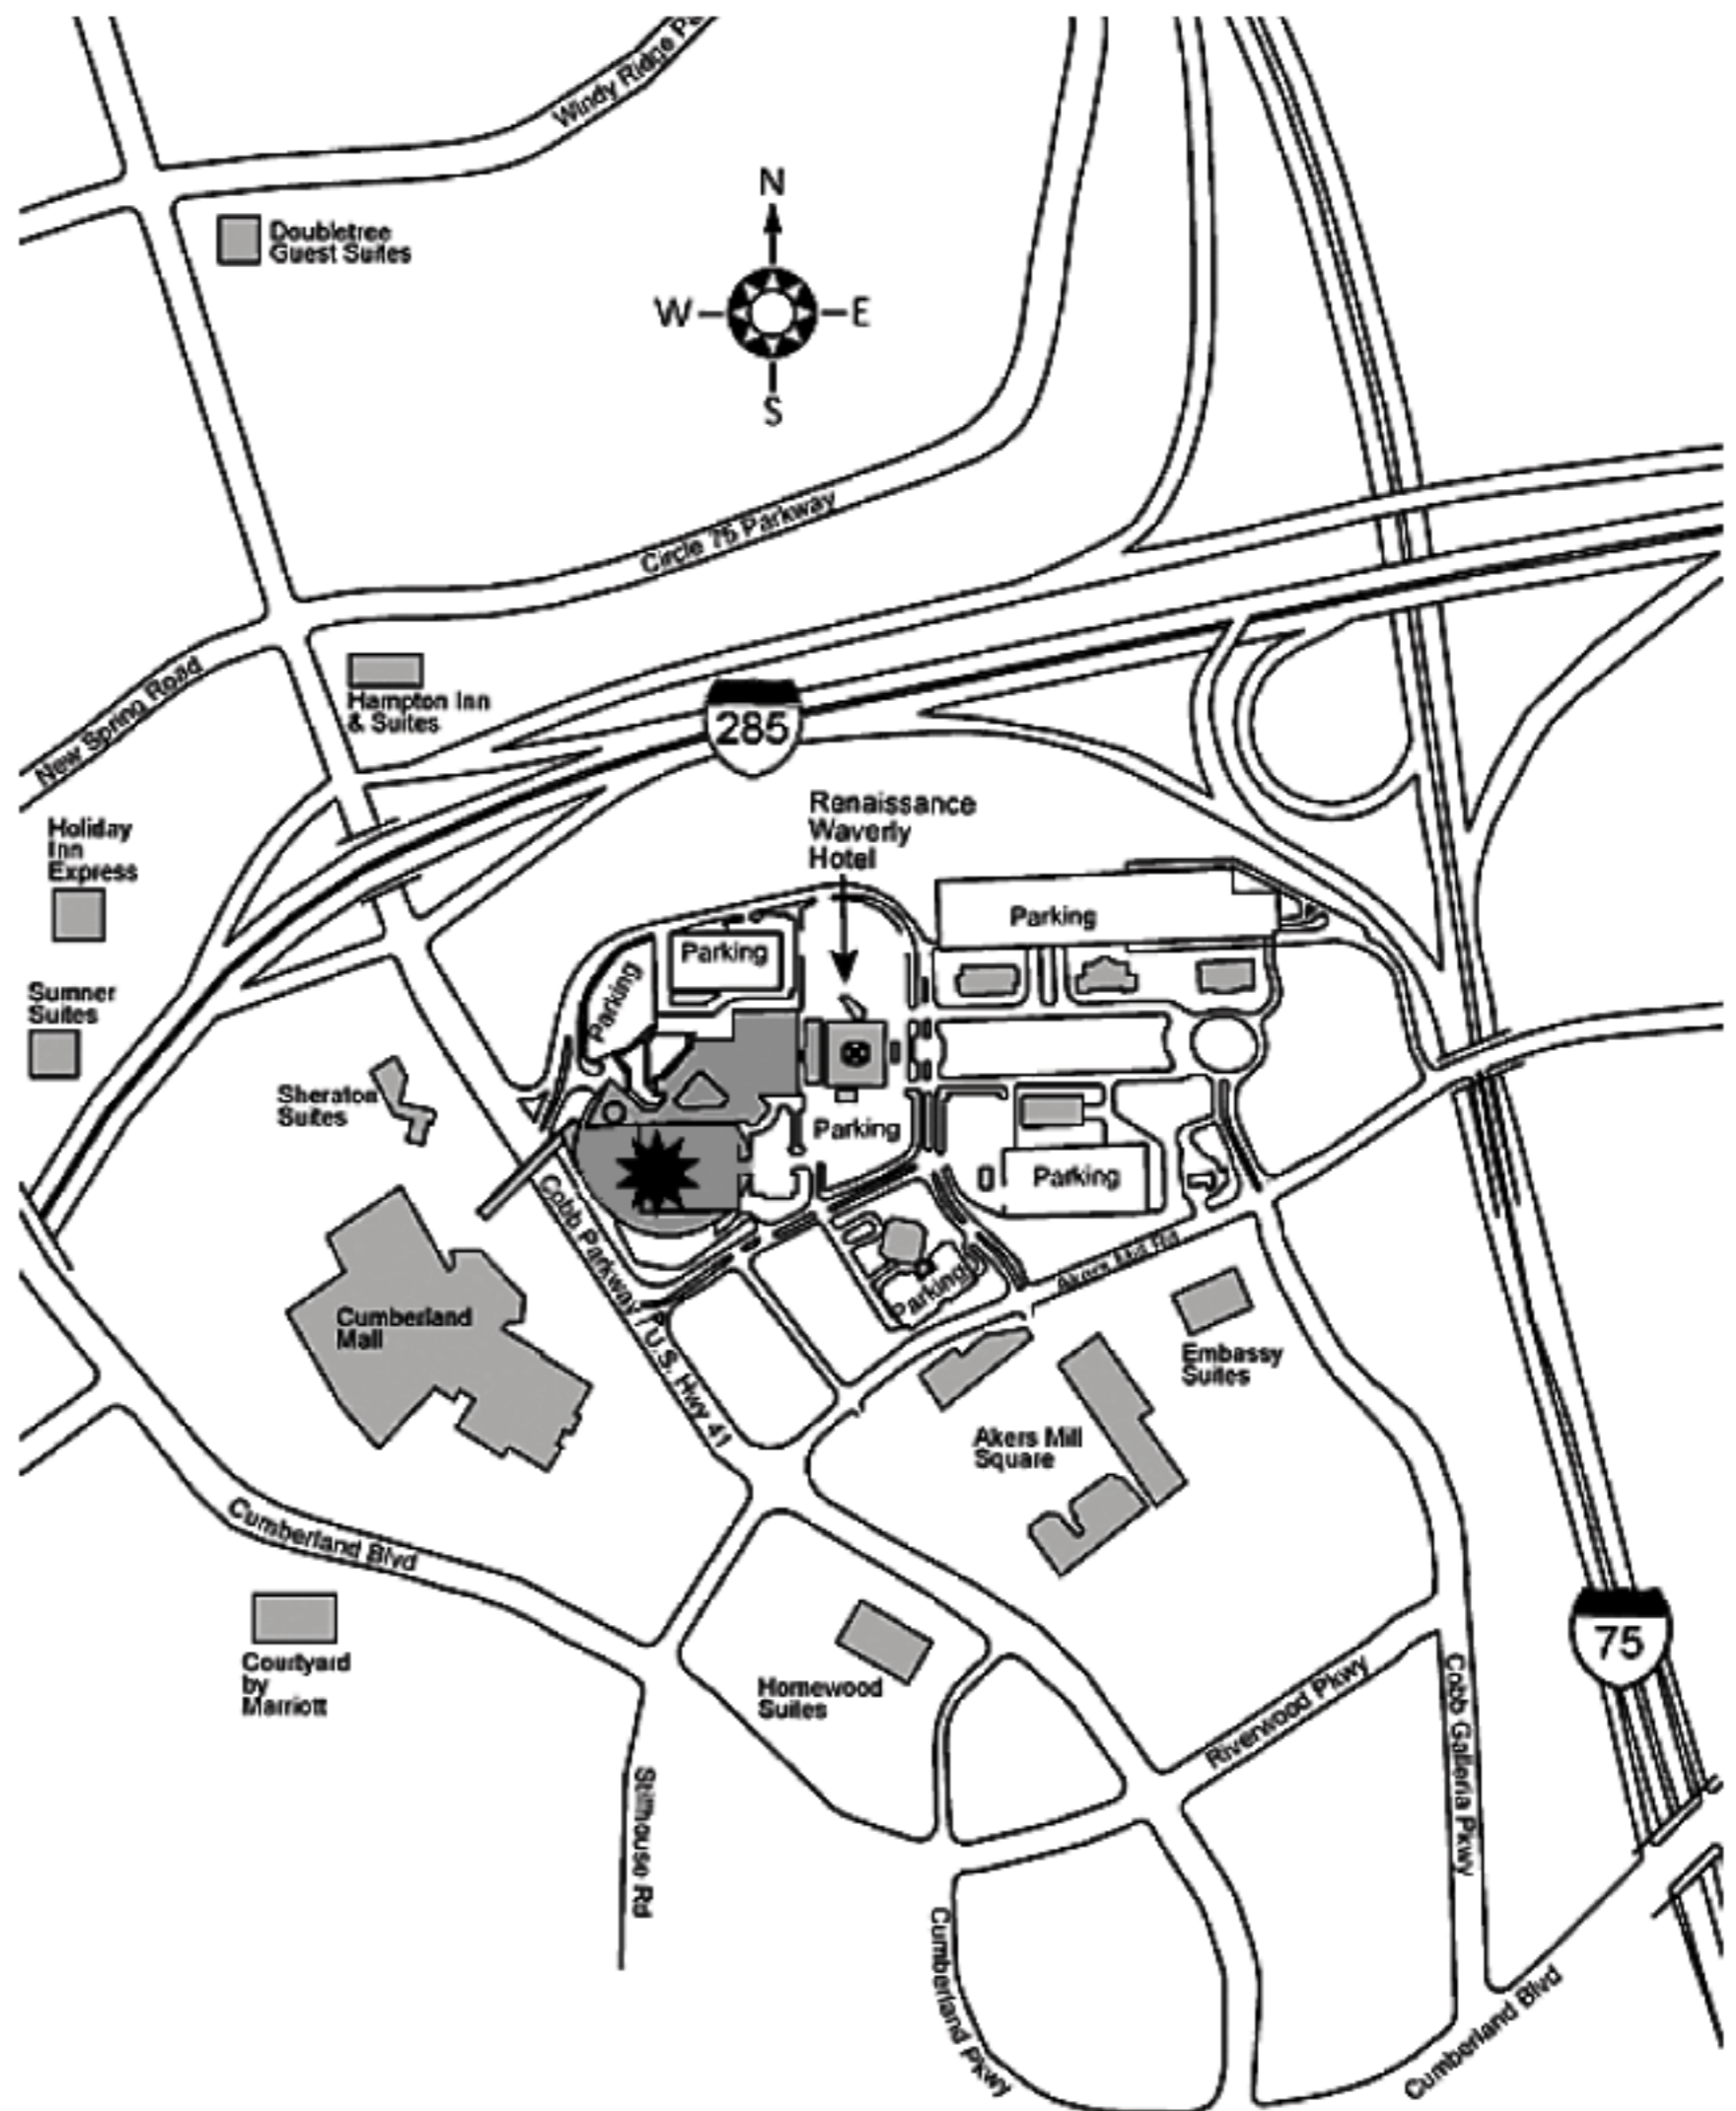 Windy Ridge
Doubletree
Guest Suites
N
W
E
S
Circle 75 Parkway
New Spring Road
Hampton Inn
& Suites
285
Holiday
Inn
Express
Renaissance
Waverly
Hotel
Parking
Parking
Parking
Sumner
Suites
Sheraton
Suites
Parking
Parking
Cobb Parkway / U.S. Hwy 41
Akers Mill Rd
Parking
Cumberland
Mall
Embassy
Suites
Akers Mill
Square
Cumberland Blvd
Courtyard
by
Marriott
Homewood
Suites
75
Riverwood Pkwy
Cobb Galleria Pkwy
Stillhouse Rd
Cumberland Pkwy
Cumberland Blvd